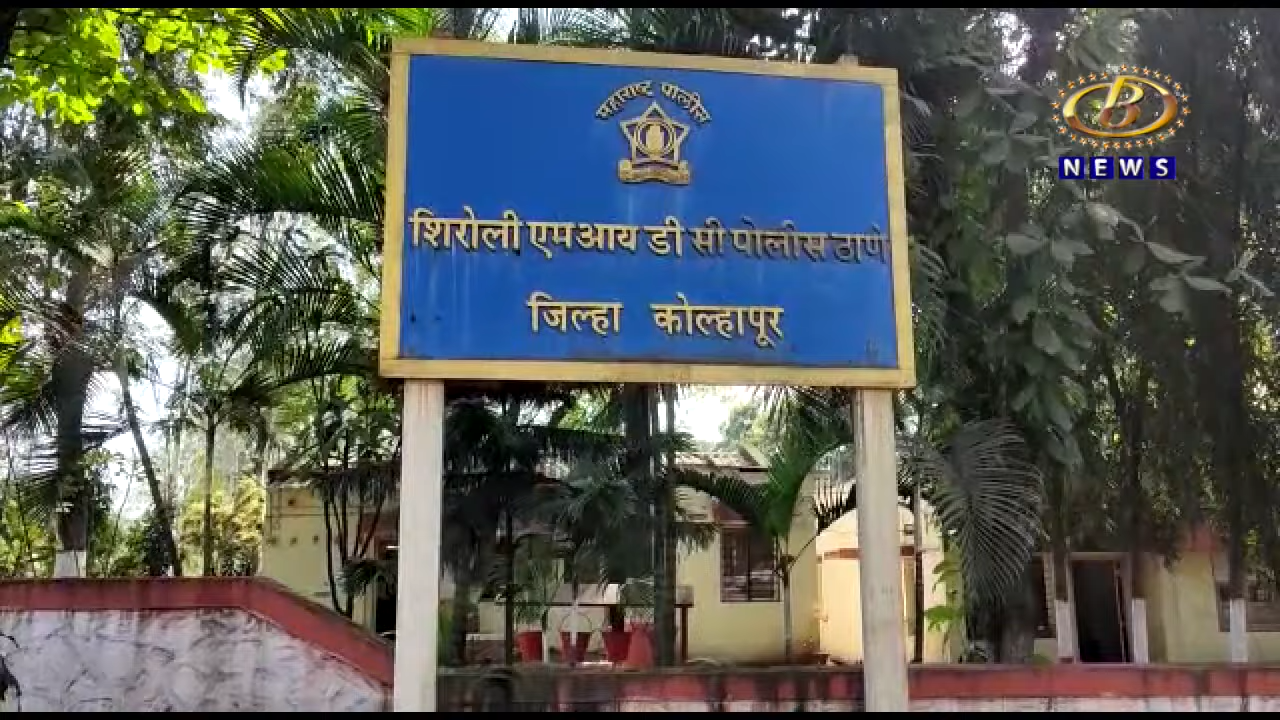 महाराष्ट्र पोलीस
शिरोली एमआय डी सी पोलीस ठाणे
जिल्हा कोल्हापूर
B
NEWS